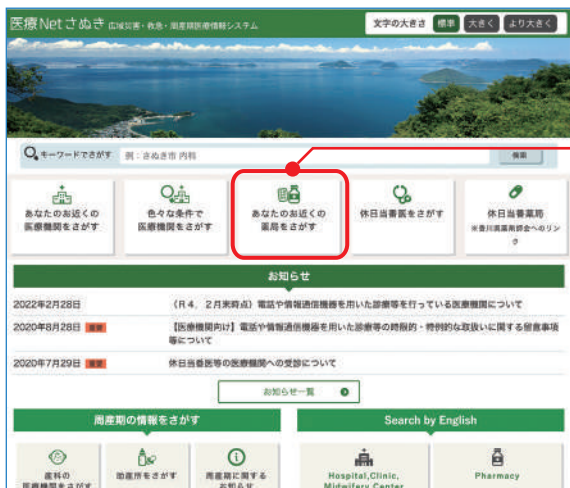 医療Netさぬき 広域災害・救急・周産期医療情報システム
文字の大きさ 標準 大きく より大きく
キーワードでさがす 例：さぬき市 内科 検索
あなたのお近くの
医療機関をさがす
色々な条件で
医療機関をさがす
あなたのお近くの
薬局をさがす
休日当番医をさがす
休日当番薬局
※香川県薬剤師会へのリン
ク
お知らせ
2022年2月28日 （R4．2月末時点）電話や情報通信機器を用いた診療等を行っている医療機関について
2020年8月28日 重要 【医療機関向け】電話や情報通信機器を用いた診療等の時限的・特例的な取扱いに関する留意事項
等について
2020年7月29日 重要 休日当番医等の医療機関への受診について
お知らせ一覧
周産期の情報をさがす
Search by English
産科の
医療機関をさがす
助産所をさがす
周産期に関する
お知らせ
Hospital,Clinic,
Midwifery Center
Pharmacy